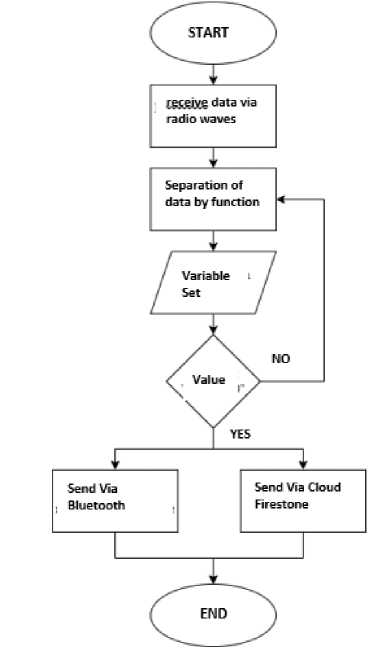 START
receive data via
radio waves
Separation of
data by function
Variable
Set
Value
NO
YES
Send Via
Bluetooth
Send Via Cloud
Firestone
END